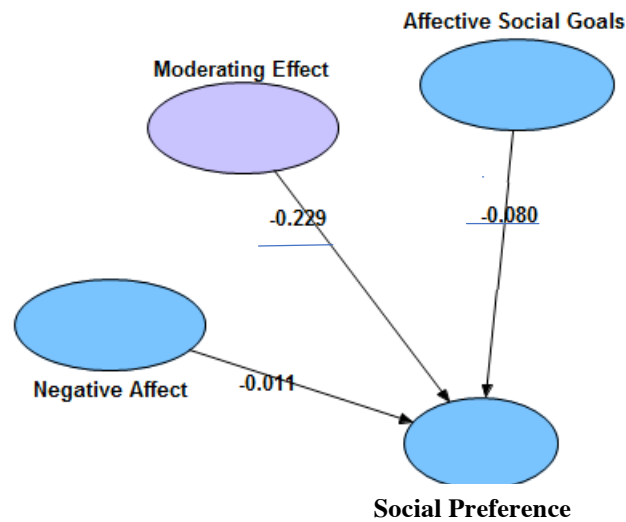 Affective Social Goals
Moderating Effect
-0.229
-0.080
-0.011
Negative Affect
Social Preference